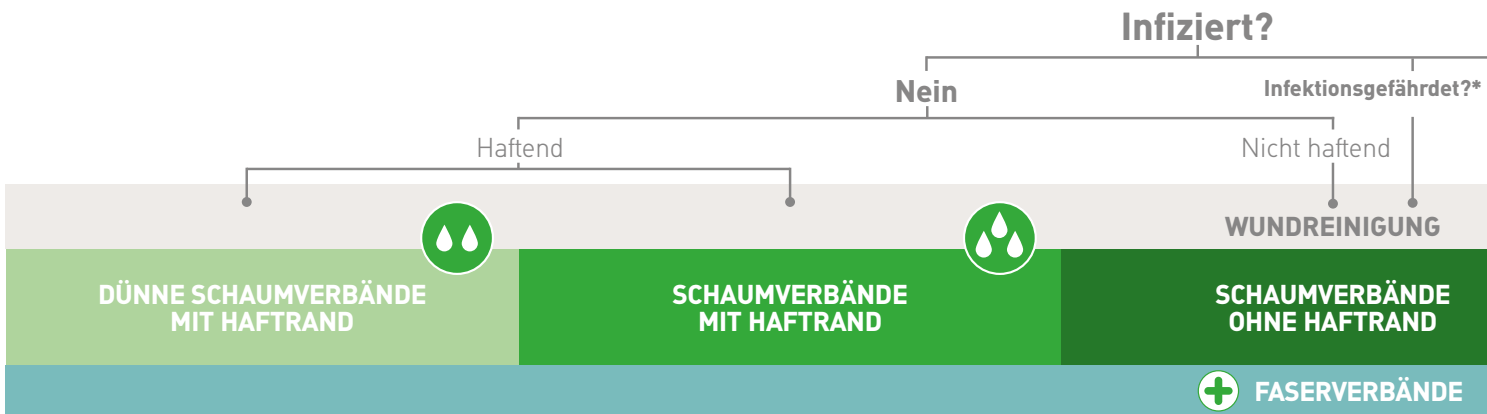 Infiziert?
Nein
Infektionsgefährdet?*
Haftend
Nicht haftend
WUNDREINIGUNG
DÜNNE SCHAUMVERBÄNDE
MIT HAFTRAND
SCHAUMVERBÄNDE
MIT HAFTRAND
SCHAUMVERBÄNDE
OHNE HAFTRAND
FASERVERBÄNDE